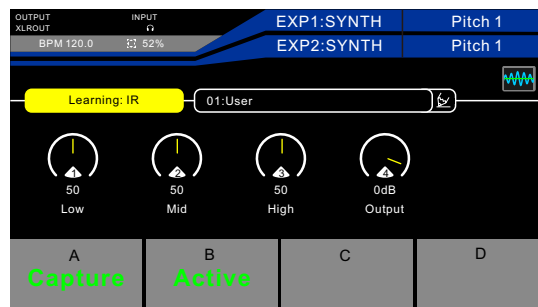 OUTPUT INPUT
XLROUT
BPM 120.0 52%
EXP1:SYNTH Pitch 1
EXP2:SYNTH Pitch 1
Learning: IR 01:User
1 2 3 4
50 50 50 0dB
Low Mid High Output
A B C D
Capture Active